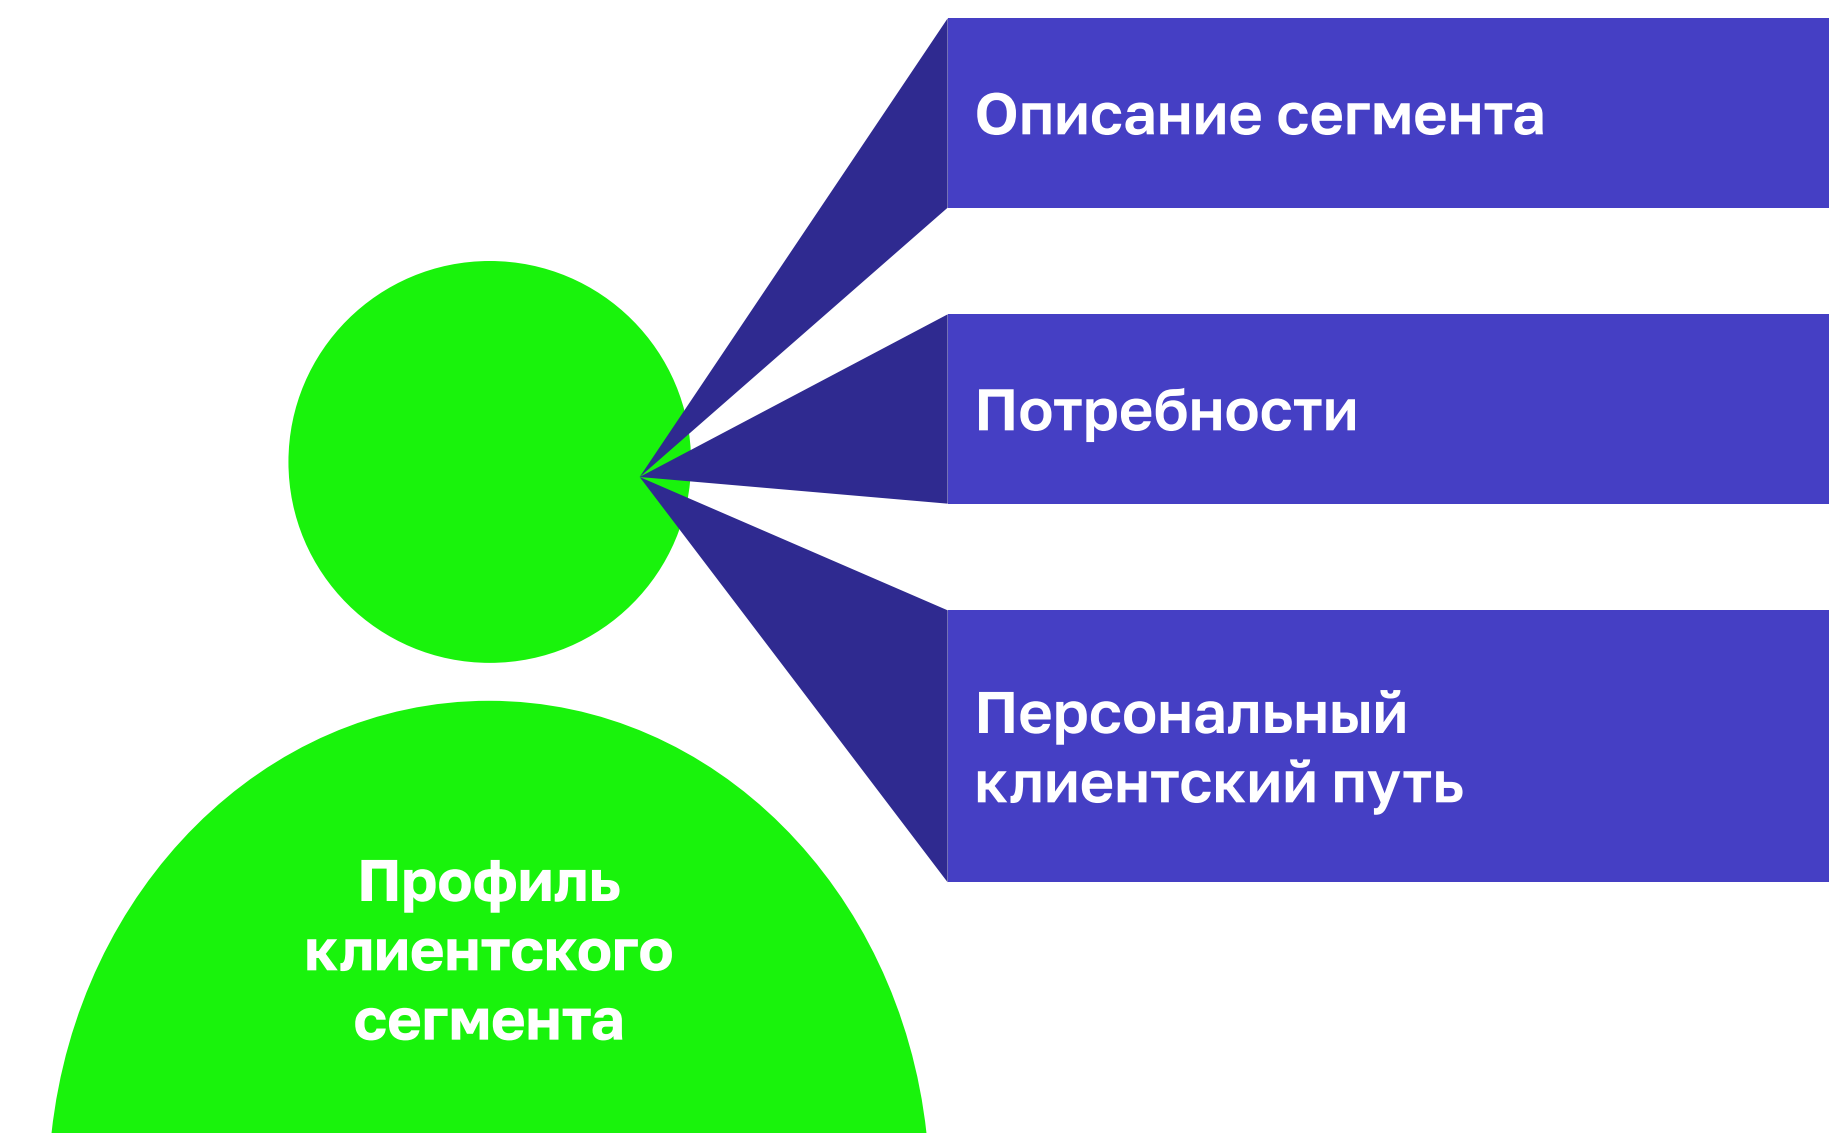 Описание сегмента
Потребности
Персональный
клиентский путь
Профиль
клиентского
сегмента